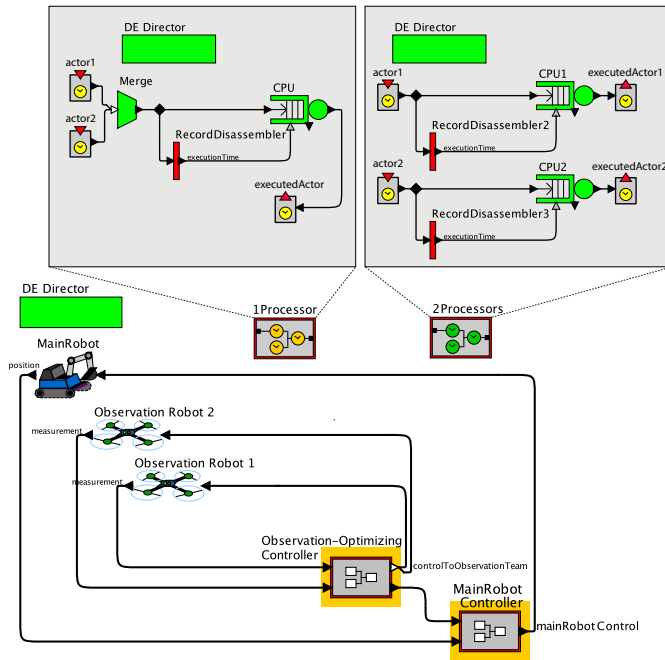 DE Director
actor1
Merge
actor2
CPU
RecordDisassembler
executionTime
executedActor
DE Director
actor1
CPU1
executedActor1
RecordDisassembler2
executionTime
actor2
CPU2
executedActor2
RecordDisassembler3
executionTime
DE Director
1Processor
2Processors
MainRobot
position
Observation Robot 2
measurement
Observation Robot 1
measurement
Observation-Optimizing
Controller
controlToObservationTeam
MainRobot
Controller
mainRobotControl